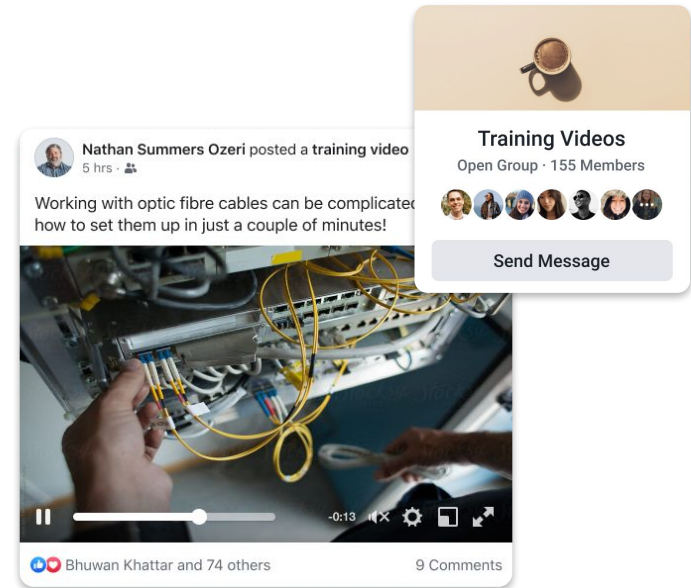 Nathan Summers Ozeri posted a training video
5 hrs ·
Working with optic fibre cables can be complicated
how to set them up in just a couple of minutes!
-0:13
Bhuwan Khattar and 74 others
9 Comments
Training Videos
Open Group · 155 Members
Send Message